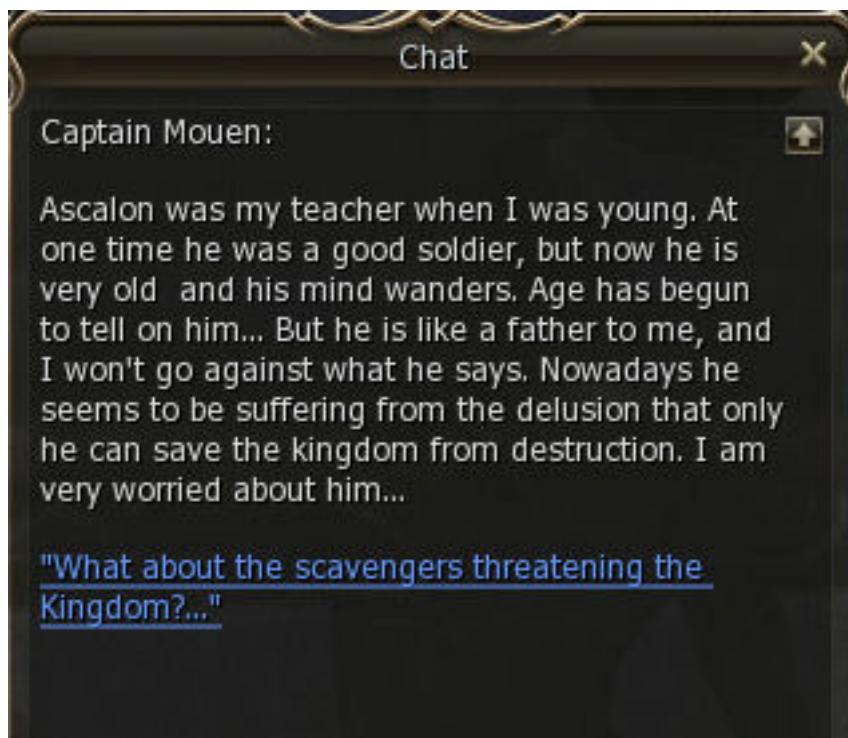 Chat
Captain Mouen:
Ascalon was my teacher when I was young. At
one time he was a good soldier, but now he is
very old  and his mind wanders. Age has begun
to tell on him... But he is like a father to me, and
I won't go against what he says. Nowadays he
seems to be suffering from the delusion that only
he can save the kingdom from destruction. I am
very worried about him...
"What about the scavengers threatening the
Kingdom?..."